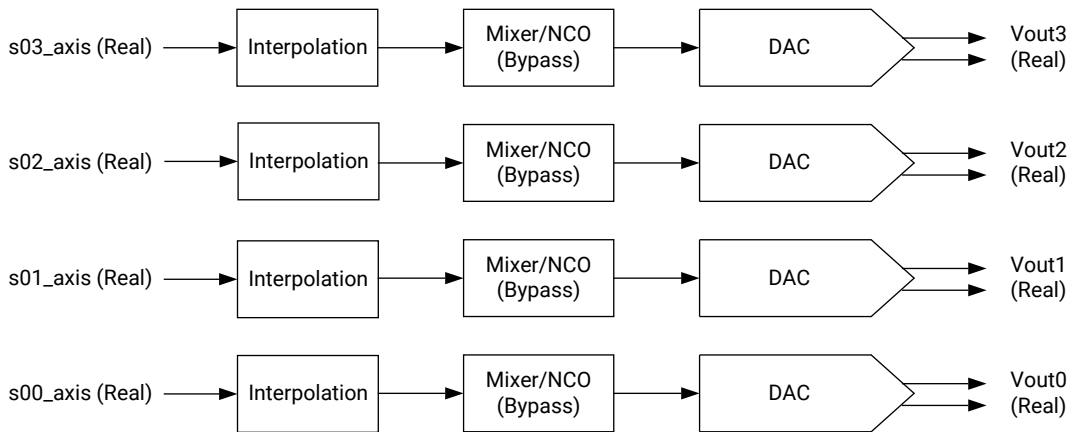 s03_axis (Real) Interpolation Mixer/NCO DAC Vout3
(Bypass) (Real)
s02_axis (Real) Interpolation Mixer/NCO DAC Vout2
(Bypass) (Real)
s01_axis (Real) Interpolation Mixer/NCO DAC Vout1
(Bypass) (Real)
s00_axis (Real) Interpolation Mixer/NCO DAC Vout0
(Bypass) (Real)